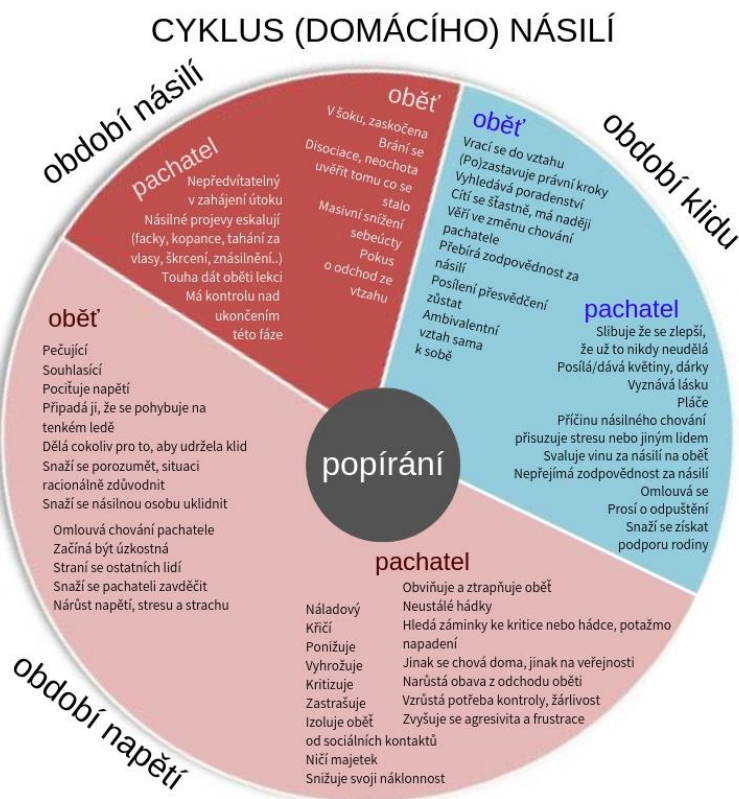 CYKLUS (DOMÁCÍHO) NÁSILÍ
období násilí
pachatel
Nepředvítatelný
v zahájení útoku
Násilné projevy eskalují
(facky, kopance, tahání za
vlasy, škrcení, znásilnění..)
Touha dát oběti lekci
Má kontrolu nad
ukončením
této fáze
oběť
V šoku, zaskočena
Brání se
Disociace, neochota
uvěřit tomu co se
stalo
Masivní snížení
sebeúcty
Pokus
o odchod ze
vztahu
období klidu
oběť
Vrací se do vztahu
(Po)zastavuje právní kroky
Vyhledává poradenství
Cítí se šťastně, má naději
Věří ve změnu chování
pachatele
Přebírá zodpovědnost za
násilí
Posílení přesvědčení
zůstat
Ambivalentní
vztah sama
k sobě
pachatel
Slibuje že se zlepší,
že už to nikdy neudělá
Posílá/dává květiny, dárky
Vyznává lásku
Pláče
Příčinu násilného chování
přisuzuje stresu nebo jiným lidem
Svaluje vinu za násilí na oběť
Nepřejímá zodpovědnost za násilí
Omlouvá se
Prosí o odpuštění
Snaží se získat
podporu rodiny
popírání
období napětí
oběť
Pečující
Souhlasící
Pociťuje napětí
Připadá ji, že se pohybuje na
tenkém ledě
Dělá cokoliv pro to, aby udržela klid
Snaží se porozumět, situaci
racionálně zdůvodnit
Snaží se násilnou osobu uklidnit
Omlouvá chování pachatele
Začíná být úzkostná
Straní se ostatních lidí
Snaží se pachateli zavděčit
Nárůst napětí, stresu a strachu
pachatel
Náladový
Křičí
Ponižuje
Vyhrožuje
Kritizuje
Zastrašuje
Izoluje oběť
od sociálních kontaktů
Ničí majetek
Snižuje svoji náklonnost
Obviňuje a ztrapňuje oběť
Neustálé hádky
Hledá záminky ke kritice nebo hádce, potažmo
napadení
Jinak se chová doma, jinak na veřejnosti
Narůstá obava z odchodu oběti
Vzrůstá potřeba kontroly, žárlivost
Zvyšuje se agresivita a frustrace